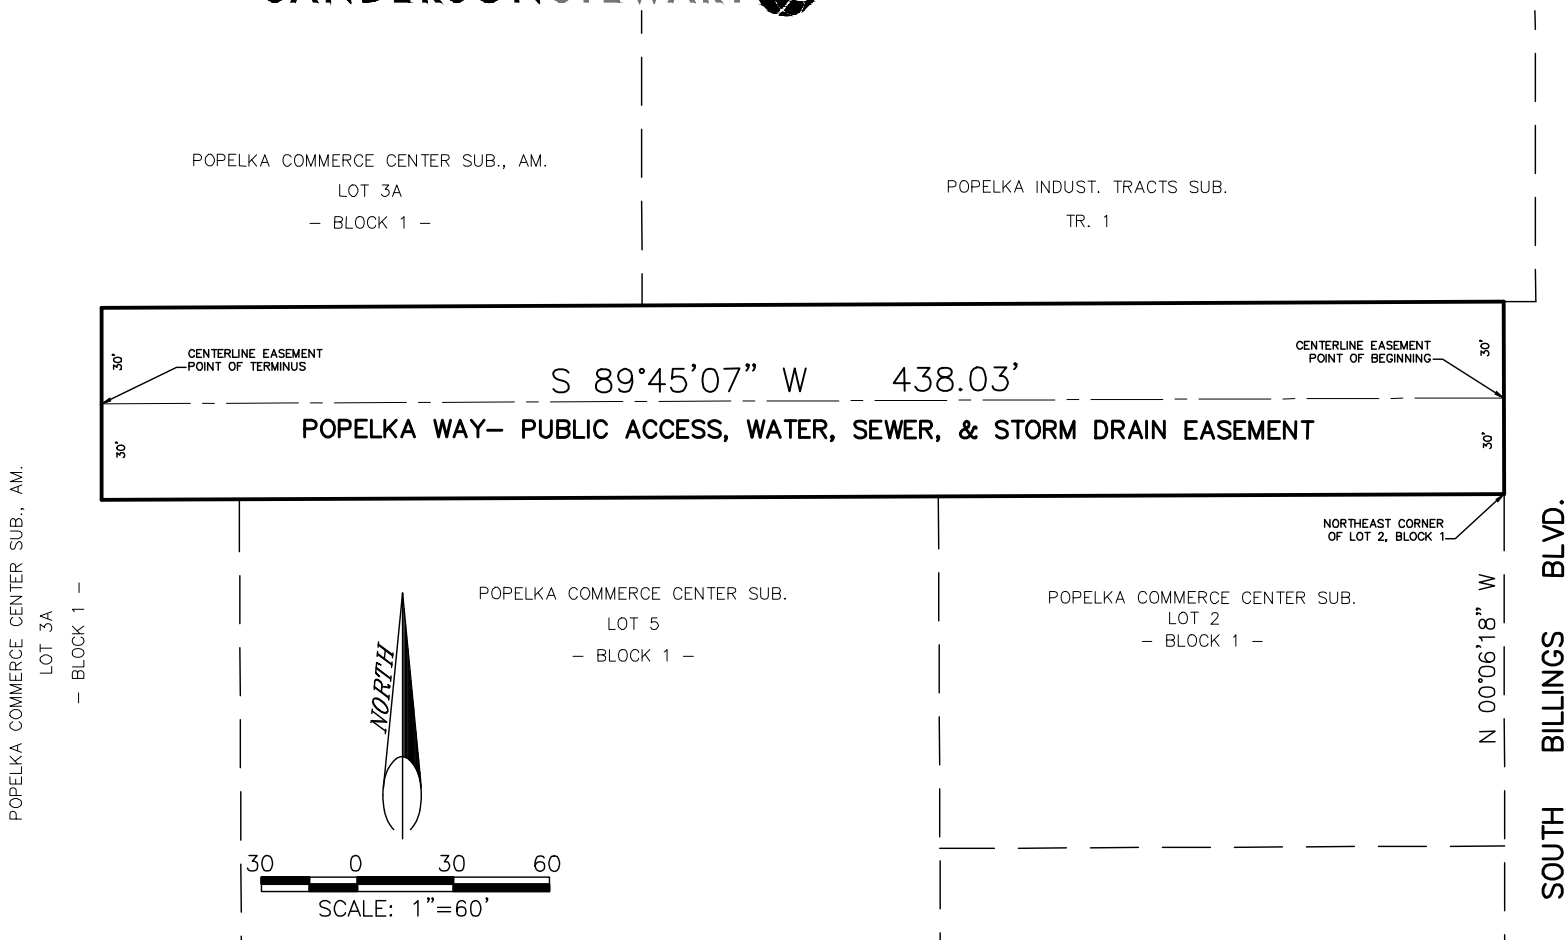 POPELKA COMMERCE CENTER SUB., AM.
LOT 3A
– BLOCK 1 –
POPELKA INDUST. TRACTS SUB.
TR. 1
30'
CENTERLINE EASEMENT
POINT OF TERMINUS
S 89°45'07" W 438.03'
CENTERLINE EASEMENT
POINT OF BEGINNING
30'
30'
POPELKA WAY– PUBLIC ACCESS, WATER, SEWER, & STORM DRAIN EASEMENT
30'
NORTHEAST CORNER
OF LOT 2, BLOCK 1
POPELKA COMMERCE CENTER SUB., AM.
LOT 3A
– BLOCK 1 –
POPELKA COMMERCE CENTER SUB.
LOT 5
– BLOCK 1 –
POPELKA COMMERCE CENTER SUB.
LOT 2
– BLOCK 1 –
N 00°06'18" W
SOUTH BILLINGS BLVD.
NORTH
30 0 30 60
SCALE: 1"=60'